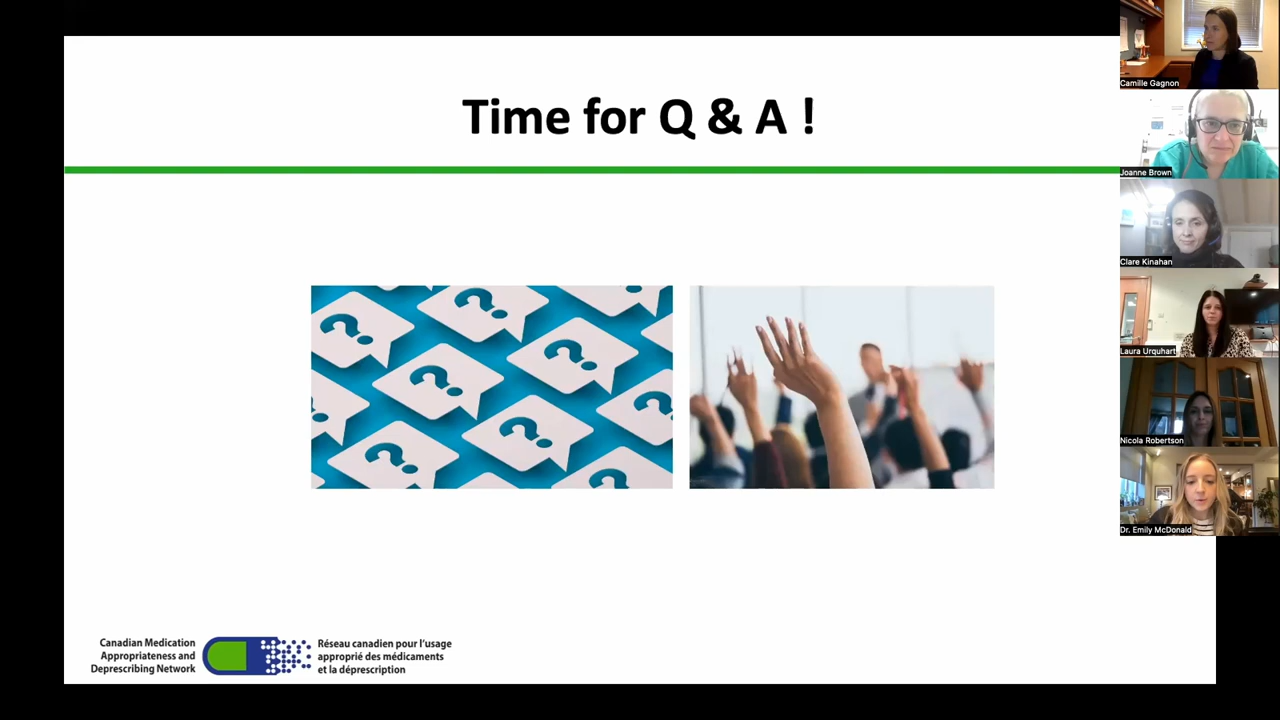 Time for Q & A !
Camille Gagnon
Joanne Brown
Clare Kinahan
Laura Urquhart
Nicola Robertson
Dr. Emily McDonald
? ? ? ? ? ? ? ? ? ?
Canadian Medication
Appropriateness and
Deprescribing Network
Réseau canadien pour l'usage
approprié des médicaments
et la déprescription